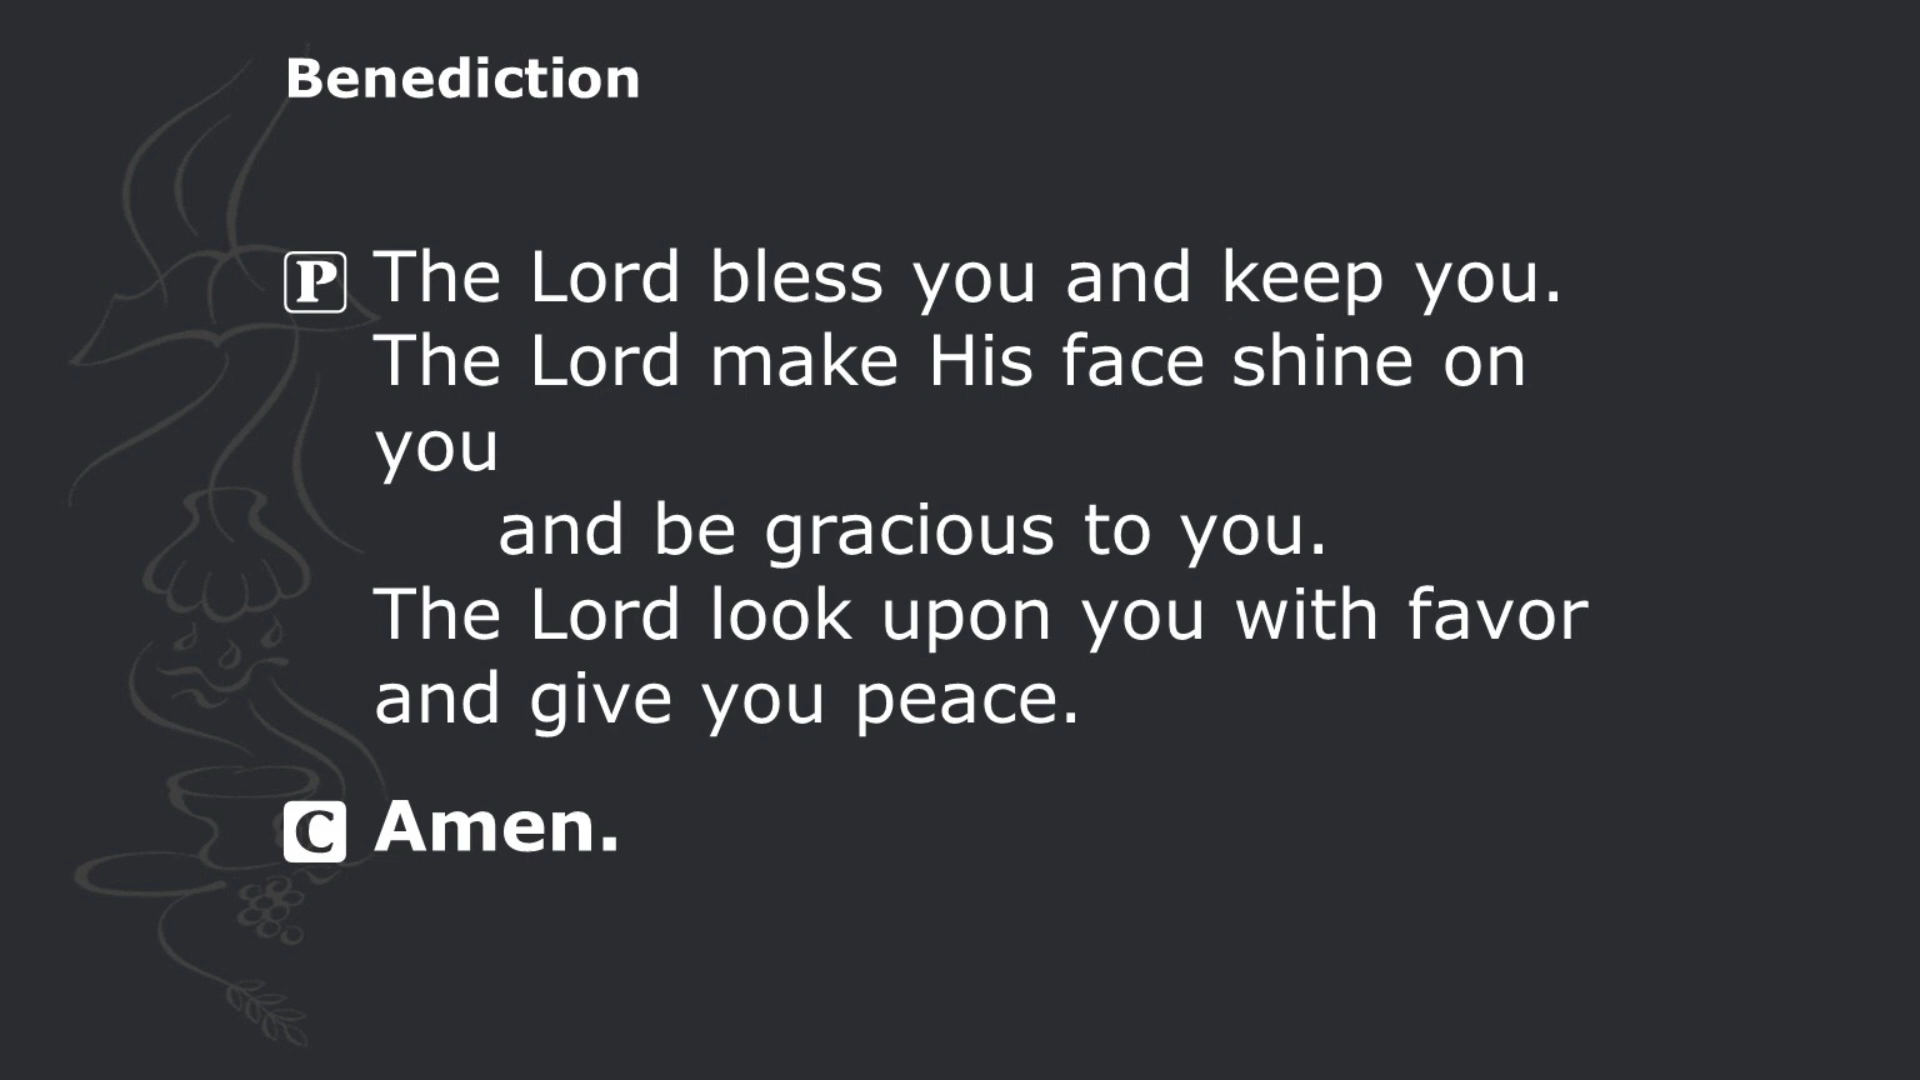 Benediction
P The Lord bless you and keep you.
The Lord make His face shine on
you
and be gracious to you.
The Lord look upon you with favor
and give you peace.
C Amen.